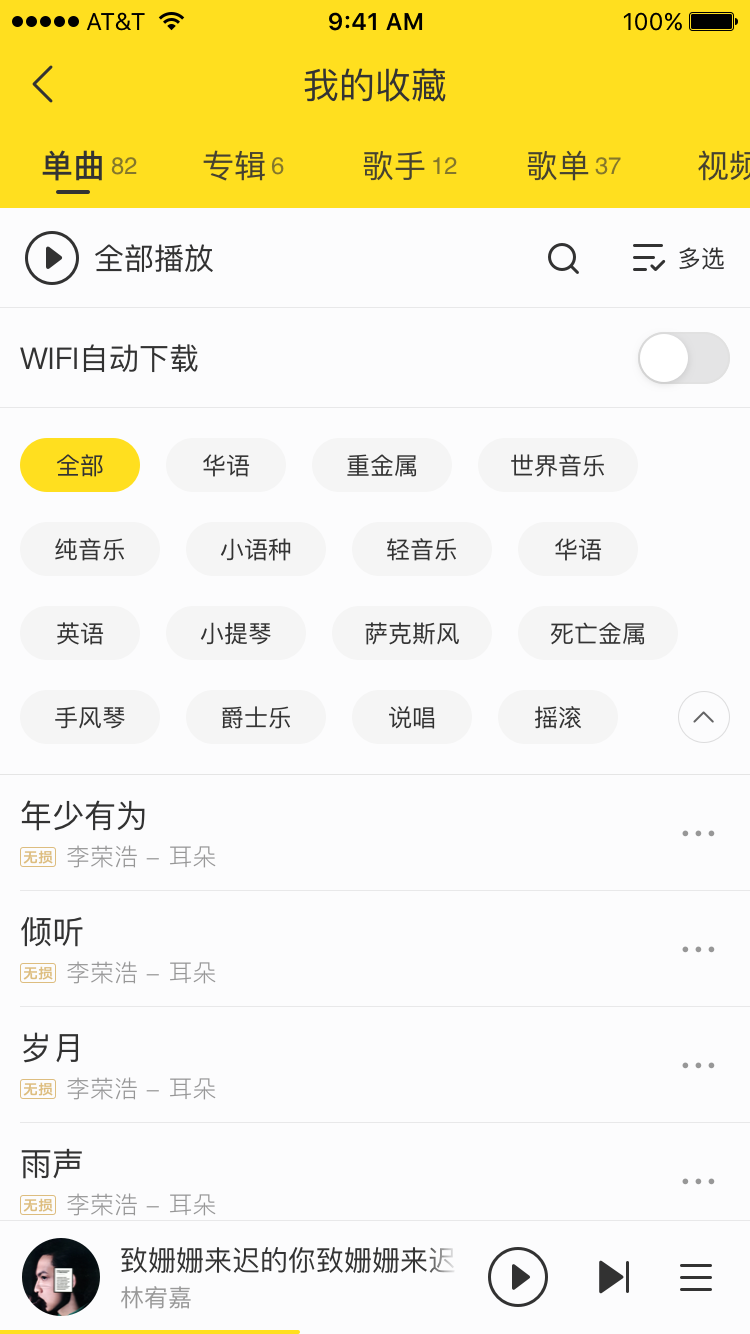 AT&T 9:41 AM 100%
我的收藏
单曲 82 专辑 6 歌手 12 歌单 37 视频
全部播放 多选
WIFI自动下载
全部 华语 重金属 世界音乐
纯音乐 小语种 轻音乐 华语
英语 小提琴 萨克斯风 死亡金属
手风琴 爵士乐 说唱 摇滚
年少有为
无损 李荣浩 – 耳朵
倾听
无损 李荣浩 – 耳朵
岁月
无损 李荣浩 – 耳朵
雨声
无损 李荣浩 – 耳朵
致姗姗来迟的你致姗姗来迟
林宥嘉